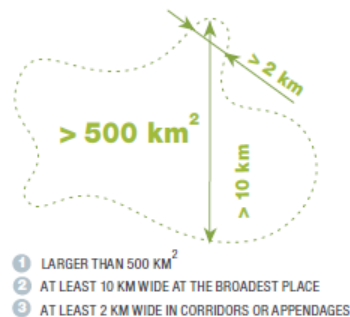 > 2 km
> 500 km²
> 10 km
1 LARGER THAN 500 KM²
2 AT LEAST 10 KM WIDE AT THE BROADEST PLACE
3 AT LEAST 2 KM WIDE IN CORRIDORS OR APPENDAGES